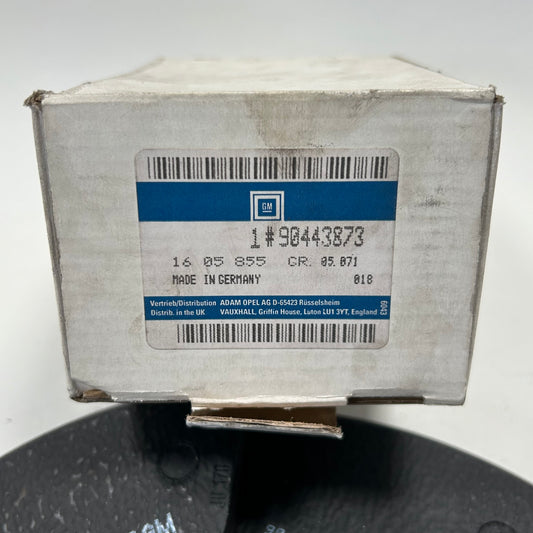 GM
1#90443873
16 05 855 CR. 05.071
MADE IN GERMANY 018
Vertrieb/Distribution ADAM OPEL AG D-65423 Rüsselsheim
Distrib. in the UK VAUXHALL, Griffin House, Luton LU1 3YT, England